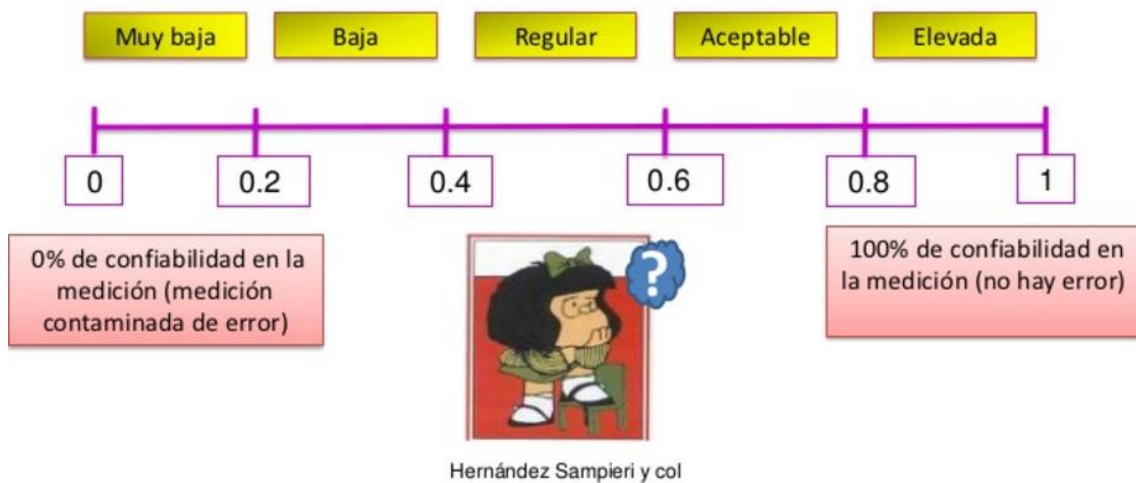 Muy baja
Baja
Regular
Aceptable
Elevada
0
0.2
0.4
0.6
0.8
1
0% de confiabilidad en la
medición (medición
contaminada de error)
?
100% de confiabilidad en
la medición (no hay error)
Hernández Sampieri y col